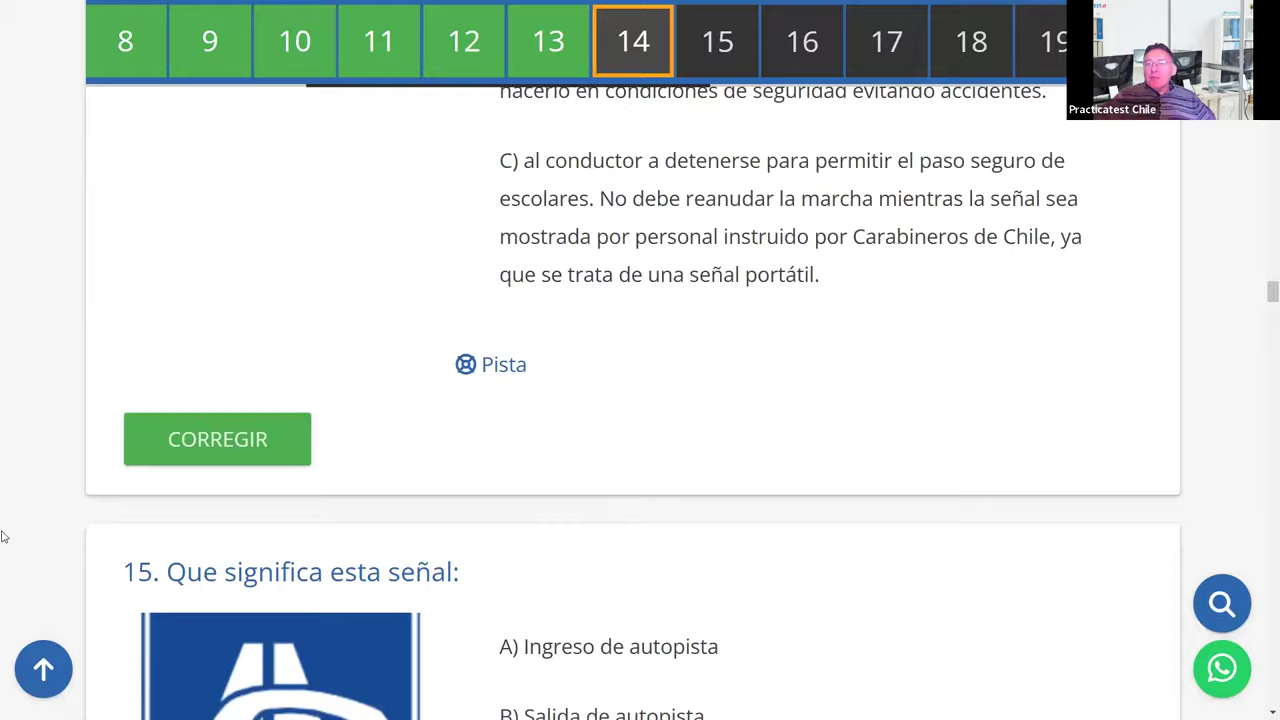 8 9 10 11 12 13 14 15 16 17 18 19
Practicatest Chile
hacerlo en condiciones de seguridad evitando accidentes.
C) al conductor a detenerse para permitir el paso seguro de
escolares. No debe reanudar la marcha mientras la señal sea
mostrada por personal instruido por Carabineros de Chile, ya
que se trata de una señal portátil.
Pista
CORREGIR
15. Que significa esta señal:
A) Ingreso de autopista
B) Salida de autopista